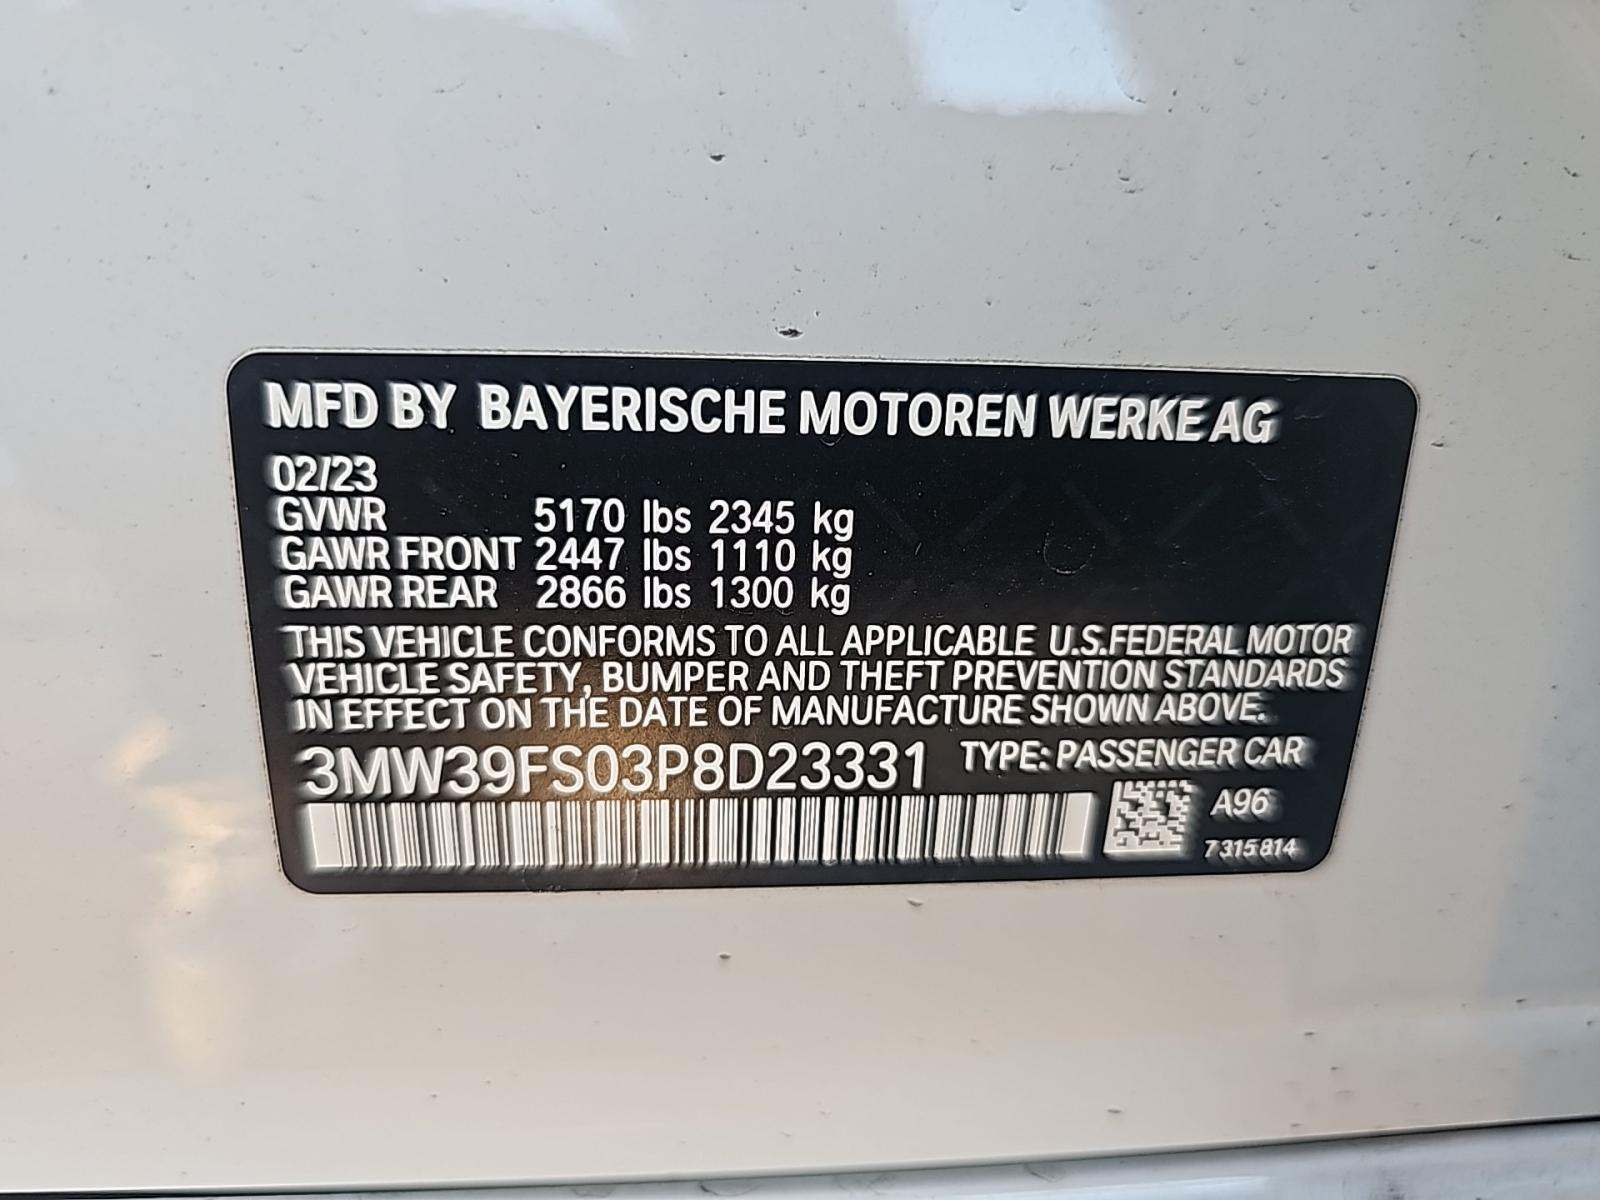 MFD BY BAYERISCHE MOTOREN WERKE AG
02/23
GVWR 5170 lbs 2345 kg
GAWR FRONT 2447 lbs 1110 kg
GAWR REAR 2866 lbs 1300 kg
THIS VEHICLE CONFORMS TO ALL APPLICABLE U.S.FEDERAL MOTOR
VEHICLE SAFETY, BUMPER AND THEFT PREVENTION STANDARDS
IN EFFECT ON THE DATE OF MANUFACTURE SHOWN ABOVE.
3MW39FS03P8D23331 TYPE: PASSENGER CAR
A96
7315814